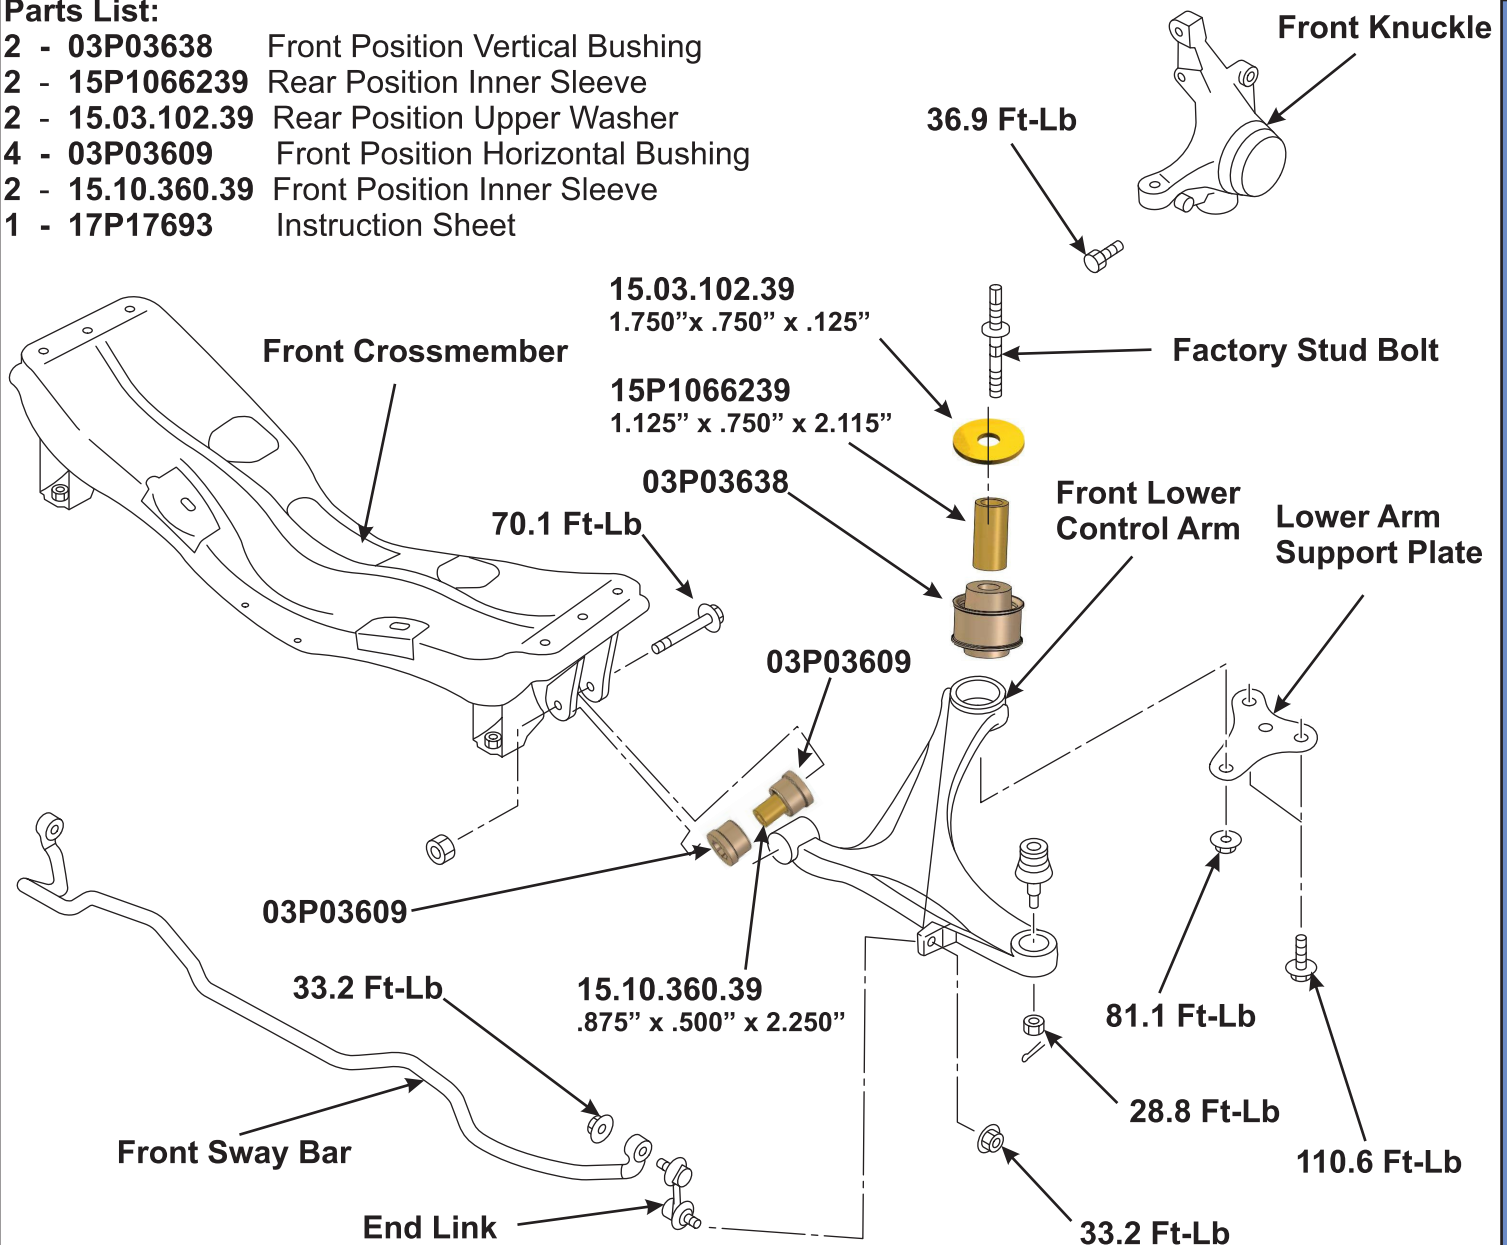 Parts List:
2 - 03P03638 Front Position Vertical Bushing
2 - 15P1066239 Rear Position Inner Sleeve
2 - 15.03.102.39 Rear Position Upper Washer
4 - 03P03609 Front Position Horizontal Bushing
2 - 15.10.360.39 Front Position Inner Sleeve
1 - 17P17693 Instruction Sheet
Front Knuckle
36.9 Ft-Lb
15.03.102.39
1.750”x .750” x .125”
Front Crossmember
Factory Stud Bolt
15P1066239
1.125” x .750” x 2.115”
03P03638
70.1 Ft-Lb
Front Lower
Control Arm
Lower Arm
Support Plate
03P03609
03P03609
33.2 Ft-Lb
15.10.360.39
.875” x .500” x 2.250”
81.1 Ft-Lb
28.8 Ft-Lb
Front Sway Bar
110.6 Ft-Lb
End Link
33.2 Ft-Lb